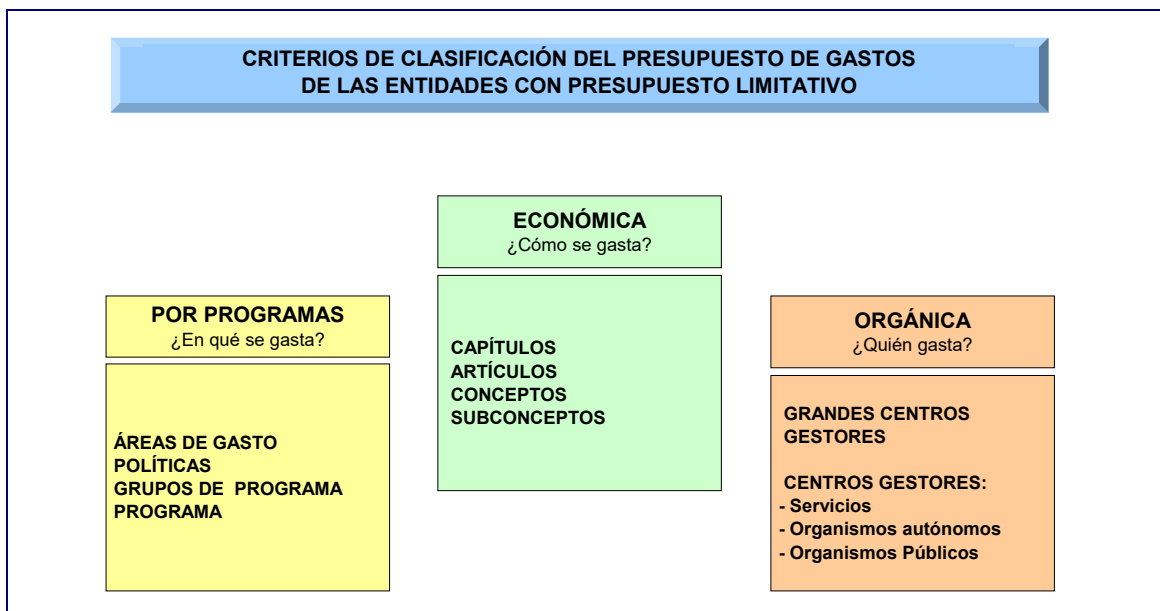 CRITERIOS DE CLASIFICACIÓN DEL PRESUPUESTO DE GASTOS
DE LAS ENTIDADES CON PRESUPUESTO LIMITATIVO
POR PROGRAMAS
¿En qué se gasta?
ÁREAS DE GASTO
POLÍTICAS
GRUPOS DE PROGRAMA
PROGRAMA
ECONÓMICA
¿Cómo se gasta?
CAPÍTULOS
ARTÍCULOS
CONCEPTOS
SUBCONCEPTOS
ORGÁNICA
¿Quién gasta?
GRANDES CENTROS
GESTORES
CENTROS GESTORES:
- Servicios
- Organismos autónomos
- Organismos Públicos